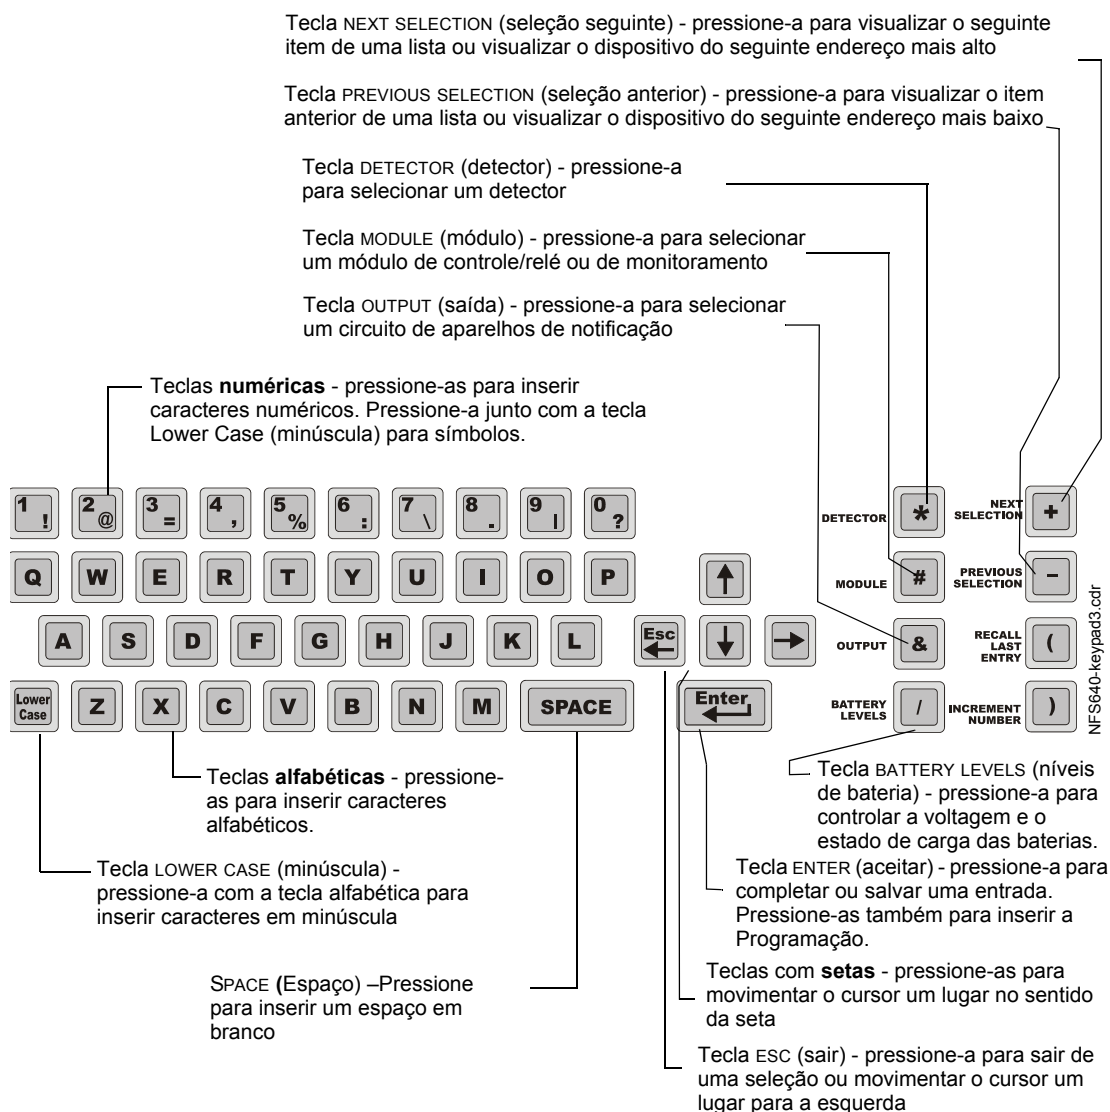 Tecla NEXT SELECTION (seleção seguinte) - pressione-a para visualizar o seguinte
item de uma lista ou visualizar o dispositivo do seguinte endereço mais alto
Tecla PREVIOUS SELECTION (seleção anterior) - pressione-a para visualizar o item
anterior de uma lista ou visualizar o dispositivo do seguinte endereço mais baixo
Tecla DETECTOR (detector) - pressione-a
para selecionar um detector
Tecla MODULE (módulo) - pressione-a para selecionar
um módulo de controle/relé ou de monitoramento
Tecla OUTPUT (saída) - pressione-a para selecionar
um circuito de aparelhos de notificação
Teclas numéricas - pressione-as para inserir
caracteres numéricos. Pressione-a junto com a tecla
Lower Case (minúscula) para símbolos.
1 ! 2 @ 3 = 4 , 5 % 6 : 7 \ 8 . 9 | 0 ?
DETECTOR * NEXT SELECTION +
Q W E R T Y U I O P
MODULE # PREVIOUS SELECTION -
A S D F G H J K L Esc
OUTPUT & RECALL LAST ENTRY (
Lower Case Z X C V B N M SPACE Enter
BATTERY LEVELS / INCREMENT NUMBER )
NFS640-keypad3.cdr
Teclas alfabéticas - pressione-
as para inserir caracteres
alfabéticos.
Tecla BATTERY LEVELS (níveis
de bateria) - pressione-a para
controlar a voltagem e o
estado de carga das baterias.
Tecla LOWER CASE (minúscula) -
pressione-a com a tecla alfabética para
inserir caracteres em minúscula
Tecla ENTER (aceitar) - pressione-a para
completar ou salvar uma entrada.
Pressione-as também para inserir a
Programação.
SPACE (Espaço) –Pressione
para inserir um espaço em
branco
Teclas com setas - pressione-as para
movimentar o cursor um lugar no sentido
da seta
Tecla ESC (sair) - pressione-a para sair de
uma seleção ou movimentar o cursor um
lugar para a esquerda